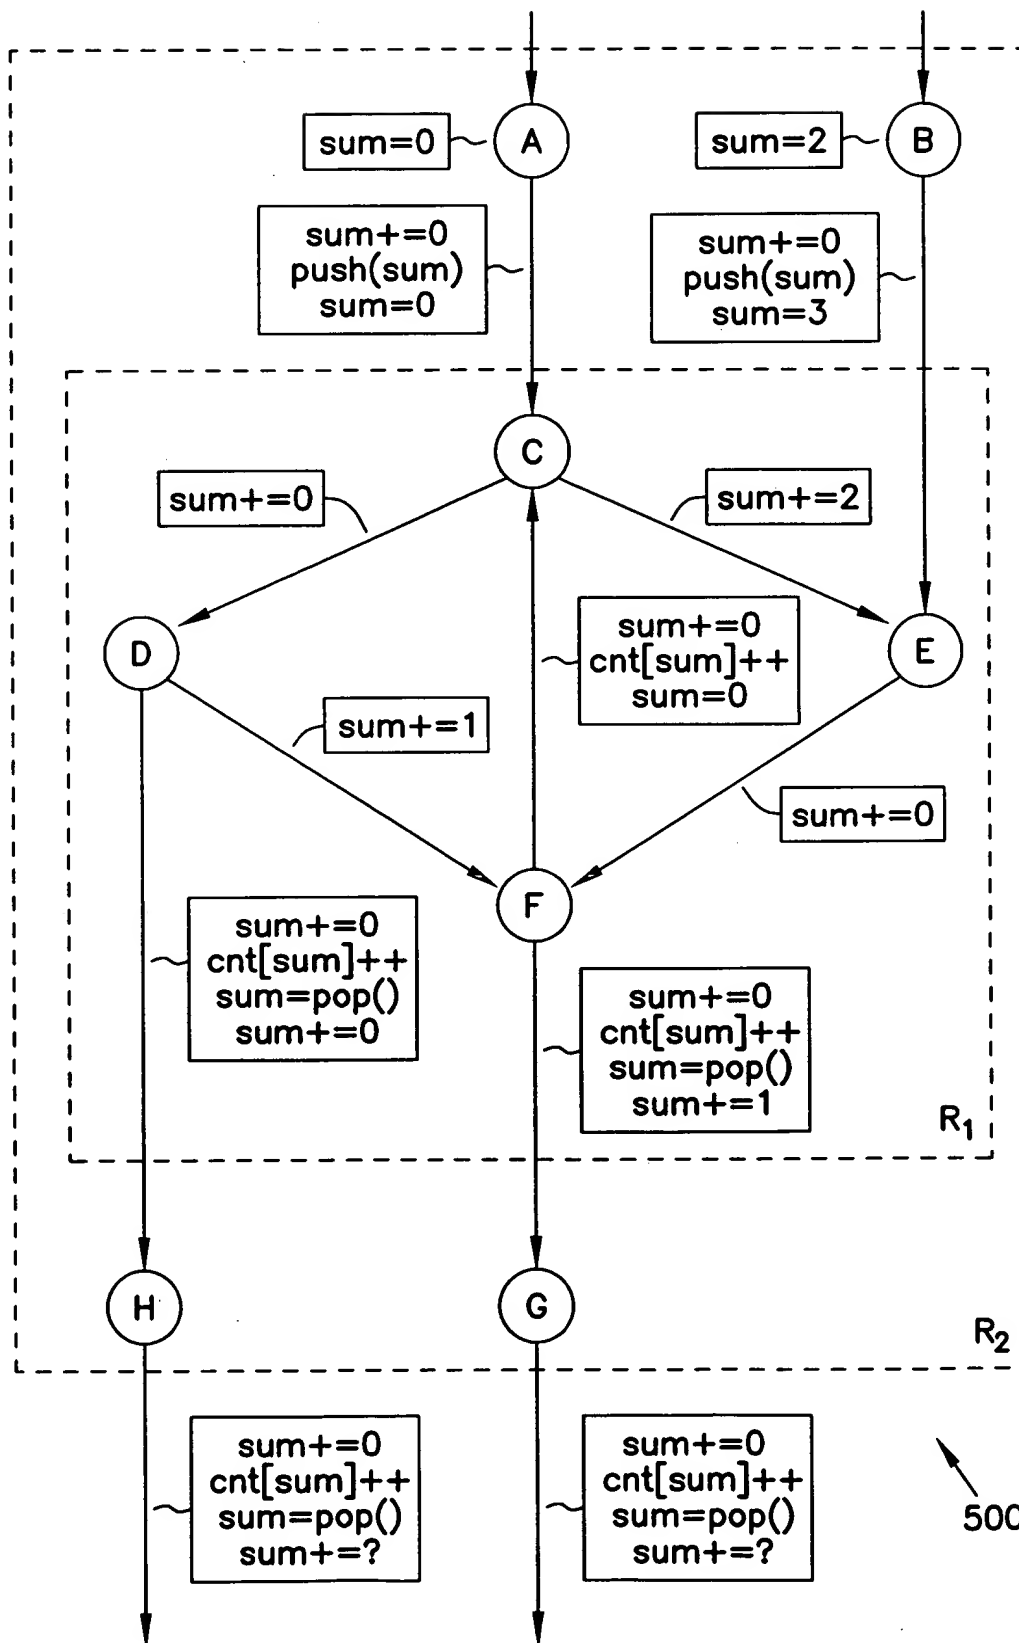 sum=0
A
sum=2
B
sum+=0
push(sum)
sum=0
sum+=0
push(sum)
sum=3
C
sum+=0
sum+=2
D
sum+=0
cnt[sum]++
sum=0
E
sum+=1
sum+=0
F
sum+=0
cnt[sum]++
sum=pop()
sum+=0
sum+=0
cnt[sum]++
sum=pop()
sum+=1
R1
H
G
R2
sum+=0
cnt[sum]++
sum=pop()
sum+=?
sum+=0
cnt[sum]++
sum=pop()
sum+=?
500